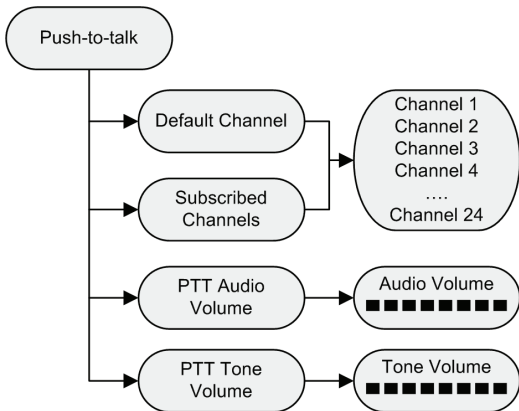 Push-to-talk
Default Channel
Channel 1
Channel 2
Channel 3
Channel 4
....
Channel 24
Subscribed
Channels
PTT Audio
Volume
Audio Volume
PTT Tone
Volume
Tone Volume